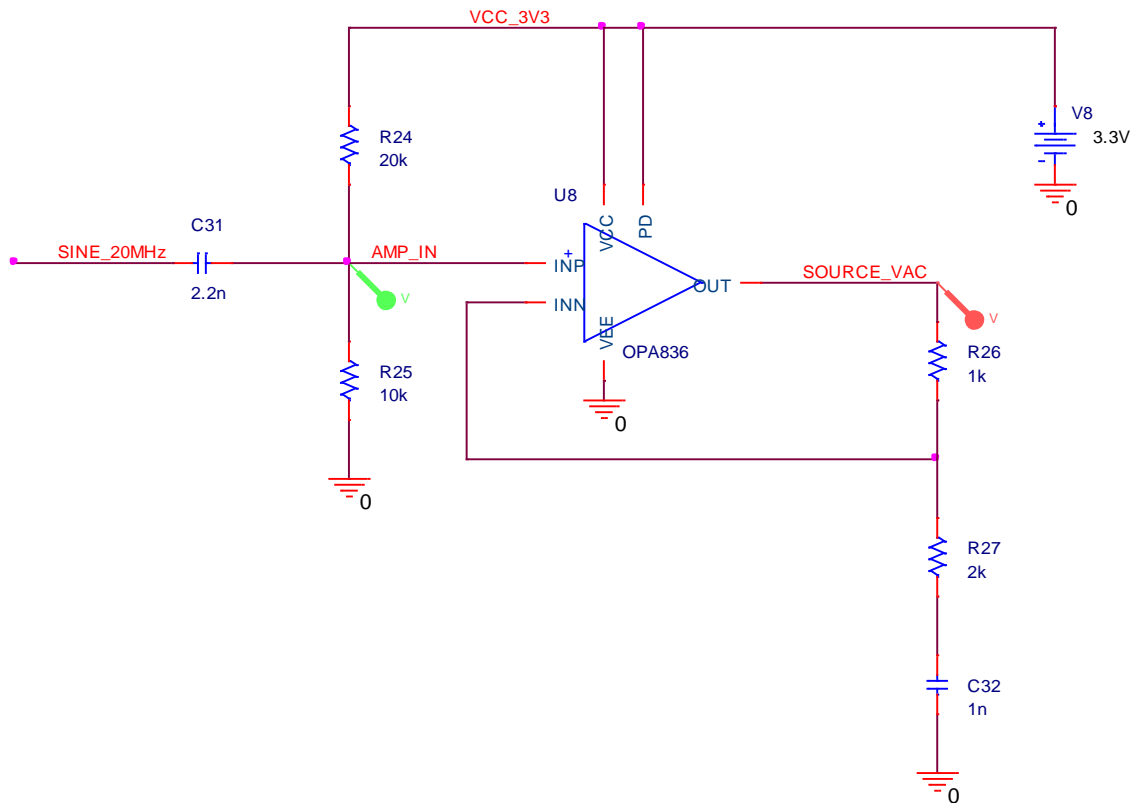 VCC_3V3
V8
3.3V
0
R24
20k
U8
VCC
PD
C31
SINE_20MHz
2.2n
AMP_IN
V
+
INP
INN
OUT
VEE
OPA836
0
SOURCE_VAC
V
R26
1k
R25
10k
0
R27
2k
C32
1n
0